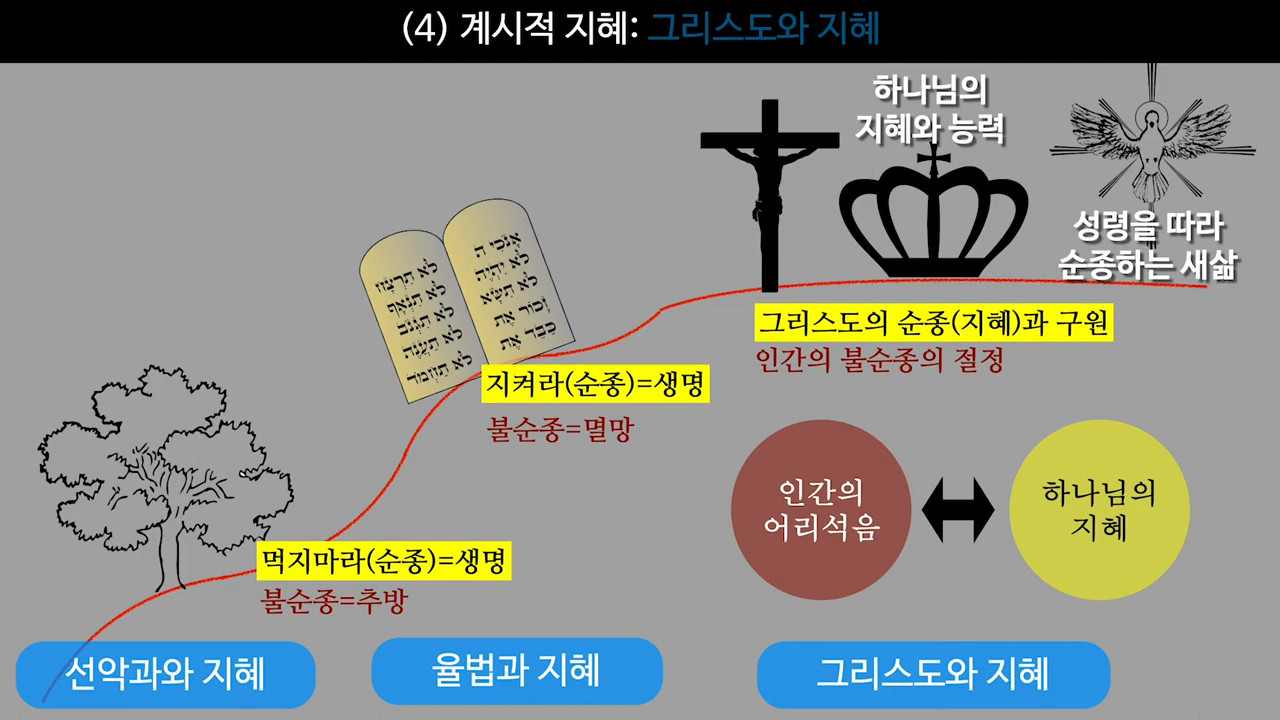 (4) 계시적 지혜: 그리스도와 지혜
하나님의
지혜와 능력
성령을 따라
순종하는 새삶
אָנֹכִי ה
לֹא יִהְיֶה
לֹא תִשָּׂא
זָכוֹר אֶת
כַּבֵּד אֶת
לֹא תִרְצָח
לֹא תִנְאָף
לֹא תִגְנֹב
לֹא תַעֲנֶה
לֹא תַחְמֹד
그리스도의 순종(지혜)과 구원
인간의 불순종의 절정
지켜라(순종)=생명
불순종=멸망
인간의
어리석음
하나님의
지혜
먹지마라(순종)=생명
불순종=추방
선악과와 지혜
율법과 지혜
그리스도와 지혜